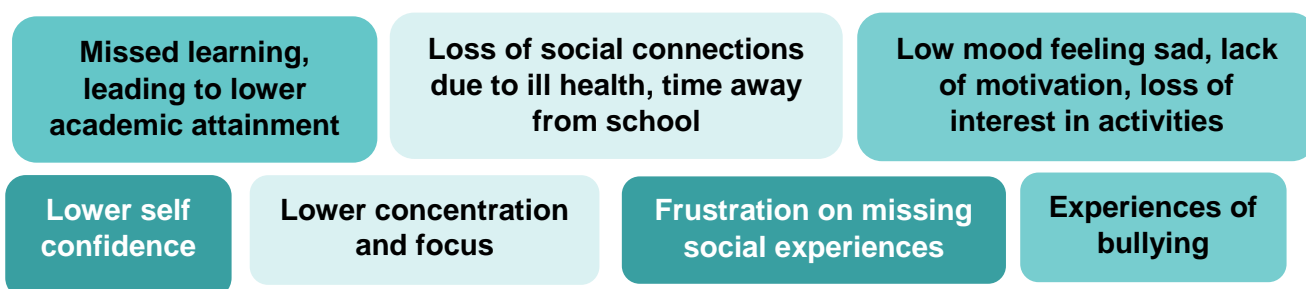 Missed learning,
leading to lower
academic attainment
Loss of social connections
due to ill health, time away
from school
Low mood feeling sad, lack
of motivation, loss of
interest in activities
Lower self
confidence
Lower concentration
and focus
Frustration on missing
social experiences
Experiences of
bullying